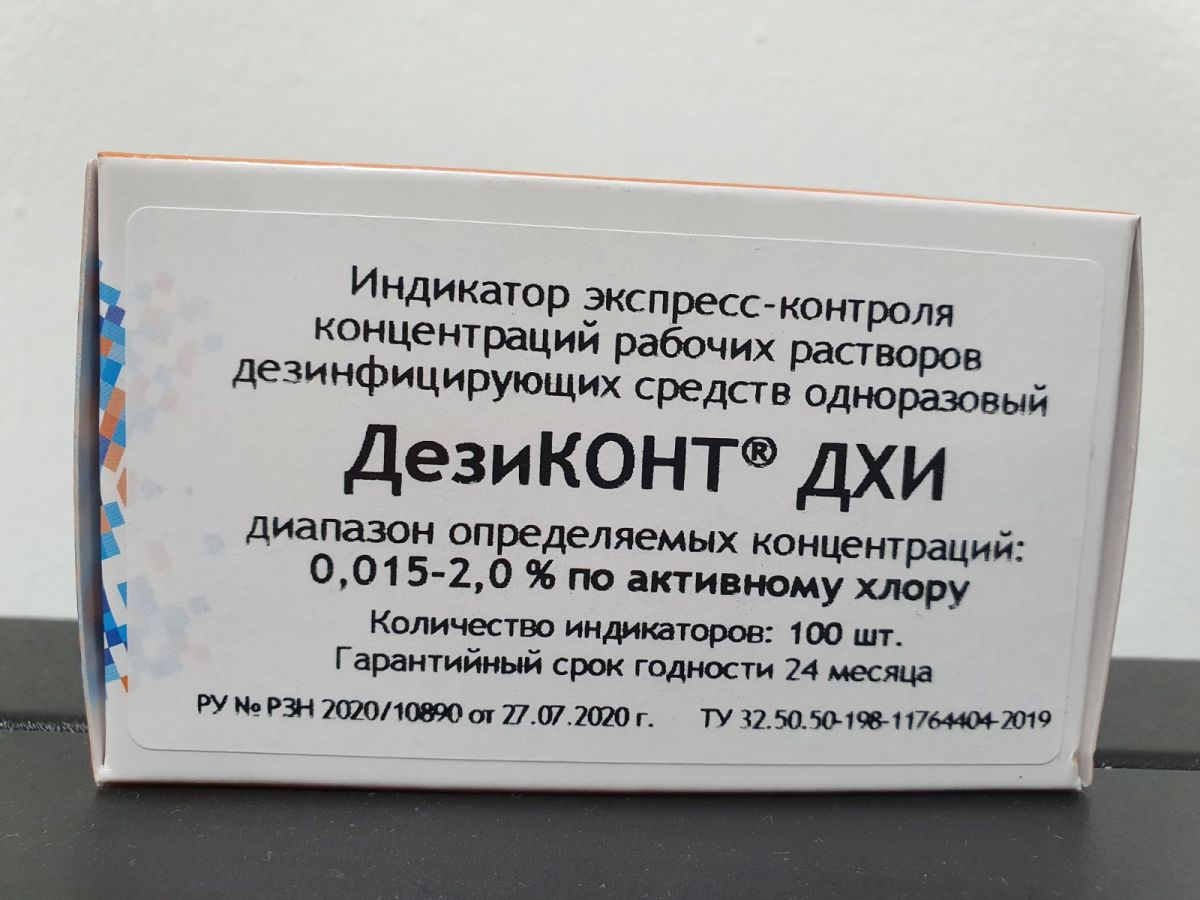 Индикатор экспресс-контроля
концентраций рабочих растворов
дезинфицирующих средств одноразовый
ДезиКОНТ® ДХИ
диапазон определяемых концентраций:
0,015-2,0 % по активному хлору
Количество индикаторов: 100 шт.
Гарантийный срок годности 24 месяца
РУ № РЗН 2020/10890 от 27.07.2020 г. ТУ 32.50.50-198-11764404-2019